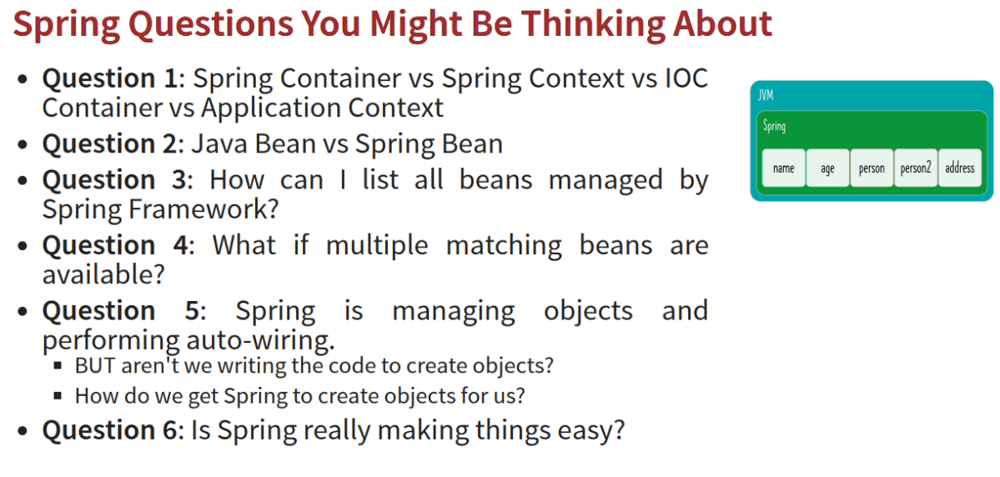 Spring Questions You Might Be Thinking About
• Question 1: Spring Container vs Spring Context vs IOC
Container vs Application Context
• Question 2: Java Bean vs Spring Bean
• Question 3: How can I list all beans managed by
Spring Framework?
• Question 4: What if multiple matching beans are
available?
• Question 5: Spring is managing objects and
performing auto-wiring.
▪ BUT aren't we writing the code to create objects?
▪ How do we get Spring to create objects for us?
• Question 6: Is Spring really making things easy?
JVM
Spring
name age person person2 address